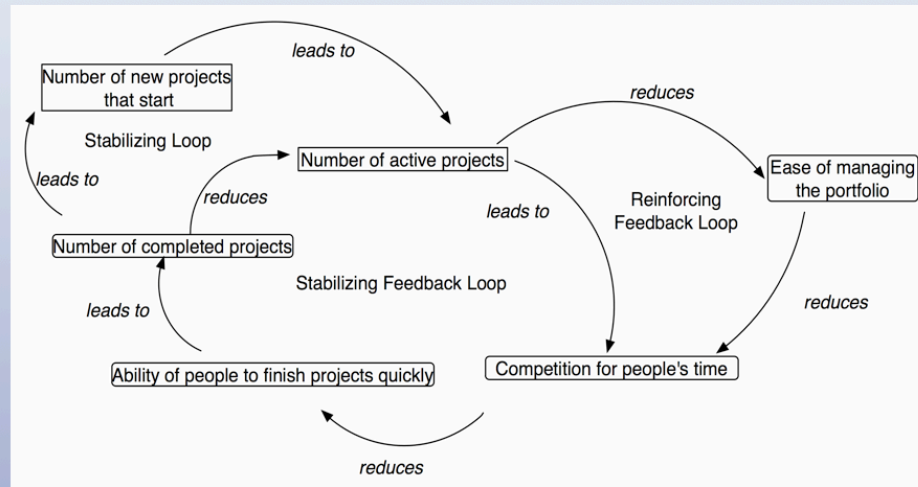 leads to
Number of new projects
that start
reduces
Stabilizing Loop
Number of active projects
Ease of managing
the portfolio
leads to
reduces
leads to
Reinforcing
Feedback Loop
Number of completed projects
Stabilizing Feedback Loop
leads to
reduces
Ability of people to finish projects quickly
Competition for people's time
reduces